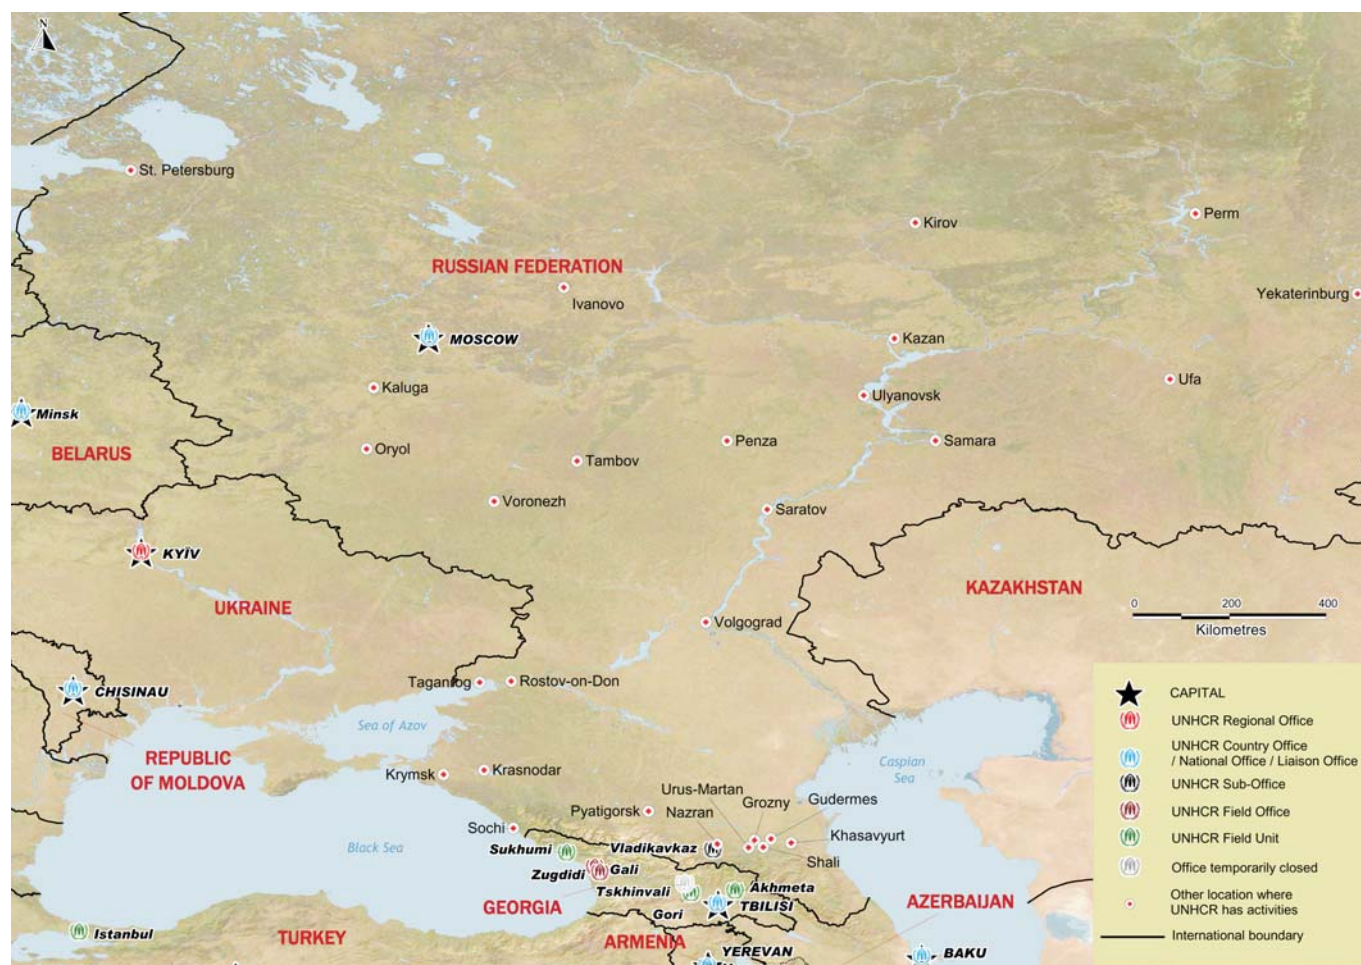 N
St. Petersburg
Perm
Kirov
RUSSIAN FEDERATION
Yekaterinburg
Ivanovo
MOSCOW
Kazan
Kaluga
Ufa
Ulyanovsk
Minsk
BELARUS
Oryol
Penza
Samara
Tambov
Voronezh
Saratov
KYÏV
KAZAKHSTAN
UKRAINE
0 200 400
Kilometres
Volgograd
Taganrog
Rostov-on-Don
CHISINAU
Sea of Azov
REPUBLIC
OF MOLDOVA
Caspian
Sea
Krymsk
Krasnodar
Urus-Martan
Grozny
Gudermes
Pyatigorsk
Nazran
Sochi
Khasavyurt
Black Sea
Sukhumi
Vladikavkaz
Shali
Zugdidi
Gali
Tskhinvali
Akhmeta
GEORGIA
Gori
TBILISI
AZERBAIJAN
Istanbul
TURKEY
ARMENIA
YEREVAN
BAKU
CAPITAL
UNHCR Regional Office
UNHCR Country Office
/ National Office / Liaison Office
UNHCR Sub-Office
UNHCR Field Office
UNHCR Field Unit
Office temporarily closed
Other location where
UNHCR has activities
International boundary